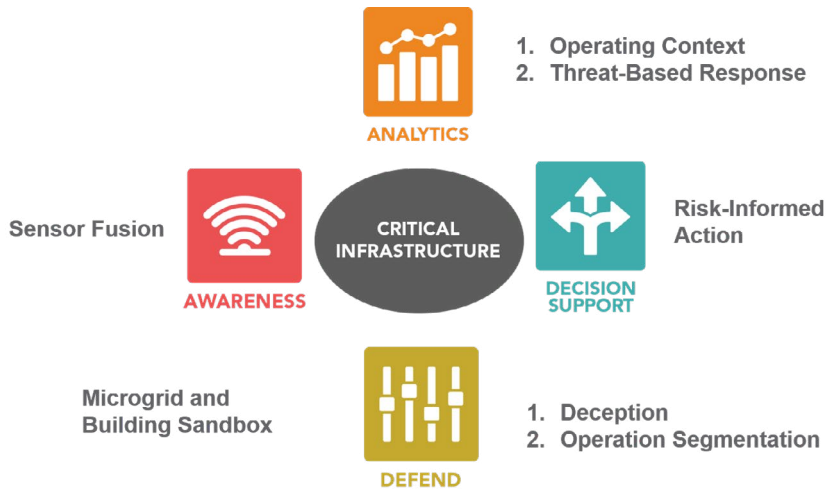 1. Operating Context
2. Threat-Based Response
ANALYTICS
Sensor Fusion
AWARENESS
CRITICAL
INFRASTRUCTURE
DECISION
SUPPORT
Risk-Informed
Action
Microgrid and
Building Sandbox
DEFEND
1. Deception
2. Operation Segmentation